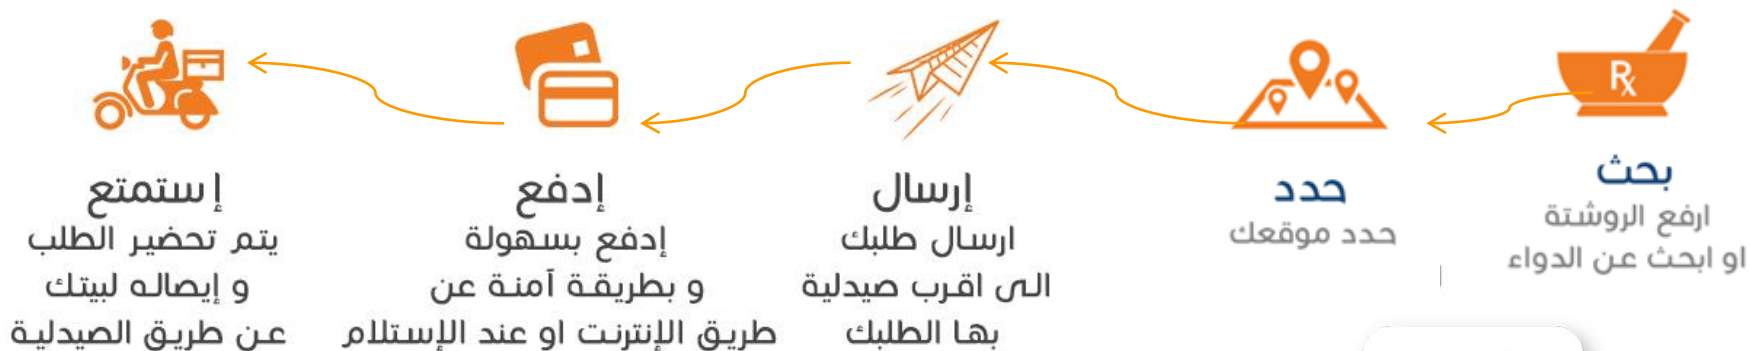 Rx
بحث
ارفع الروشتة
او ابحث عن الدواء
حدد
حدد موقعك
إرسال
ارسال طلبك
الى اقرب صيدلية
بها الطلبك
إدفع
إدفع بسهولة
و بطريقة آمنة عن
طريق الإنترنت او عند الإستلام
إستمتع
يتم تحضير الطلب
و إيصاله لبيتك
عن طريق الصيدلية